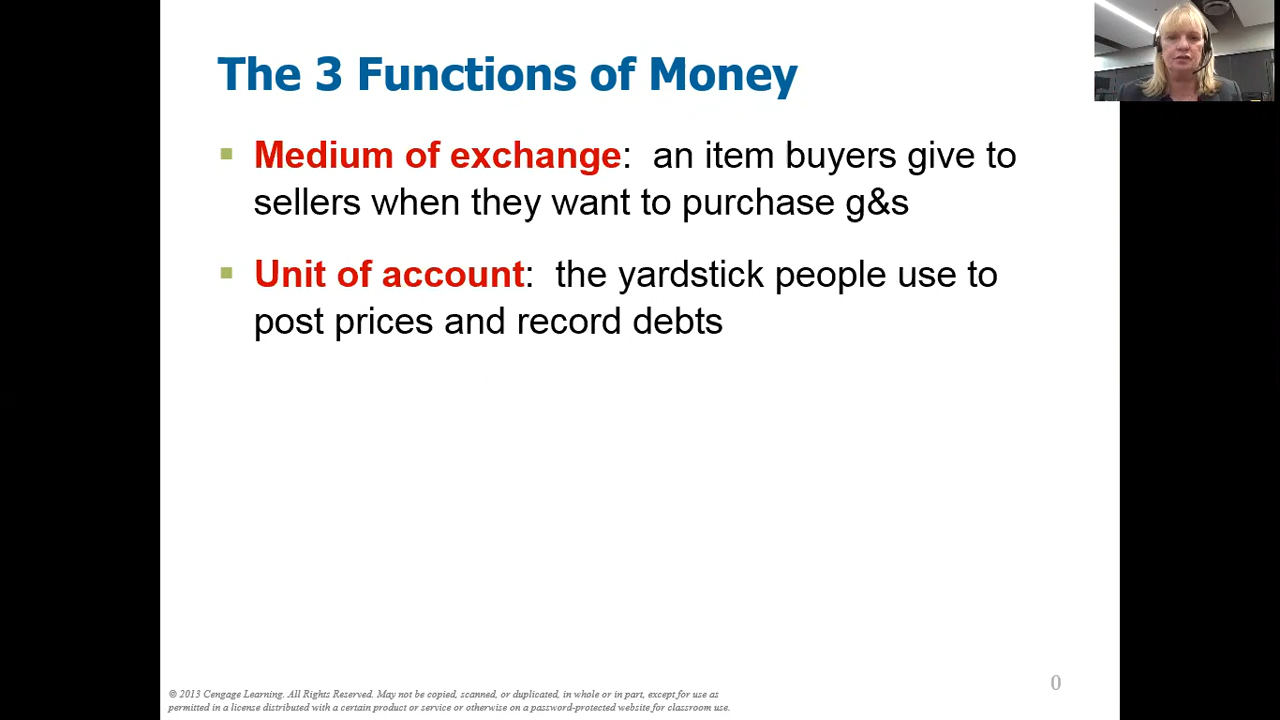 The 3 Functions of Money
Medium of exchange:  an item buyers give to
sellers when they want to purchase g&s
Unit of account:  the yardstick people use to
post prices and record debts
© 2013 Cengage Learning. All Rights Reserved. May not be copied, scanned, or duplicated, in whole or in part, except for use as
permitted in a license distributed with a certain product or service or otherwise on a password-protected website for classroom use.
0